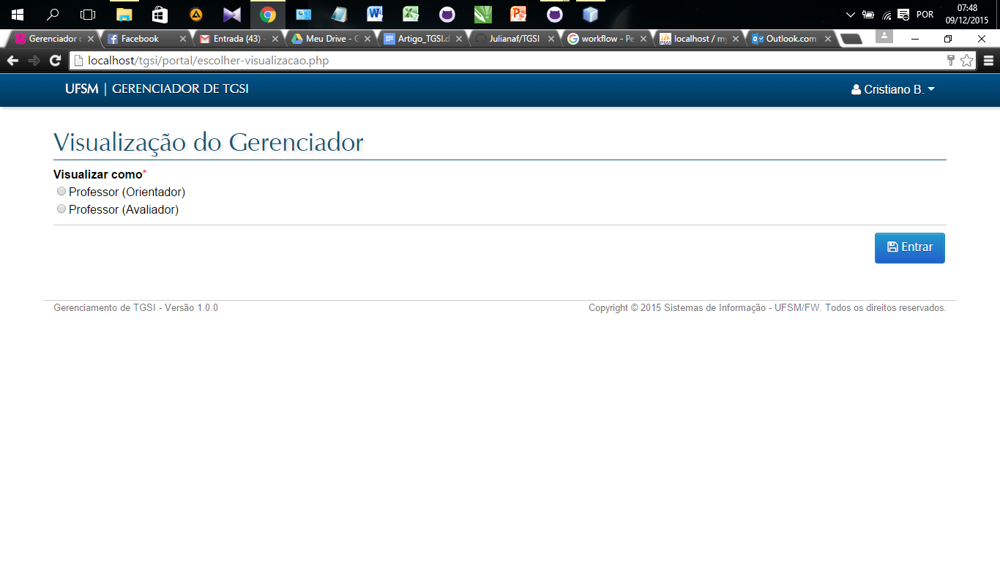 07:48
POR
09/12/2015
Gerenciador d
Facebook
Entrada (43) -
Meu Drive - G
Artigo_TGSI.d
Julianaf/TGSI
workflow - Pe
localhost / my
Outlook.com
localhost/tgsi/portal/escolher-visualizacao.php
UFSM | GERENCIADOR DE TGSI
Cristiano B.
Visualização do Gerenciador
Visualizar como*
Professor (Orientador)
Professor (Avaliador)
Entrar
Gerenciamento de TGSI - Versão 1.0.0
Copyright © 2015 Sistemas de Informação - UFSM/FW. Todos os direitos reservados.